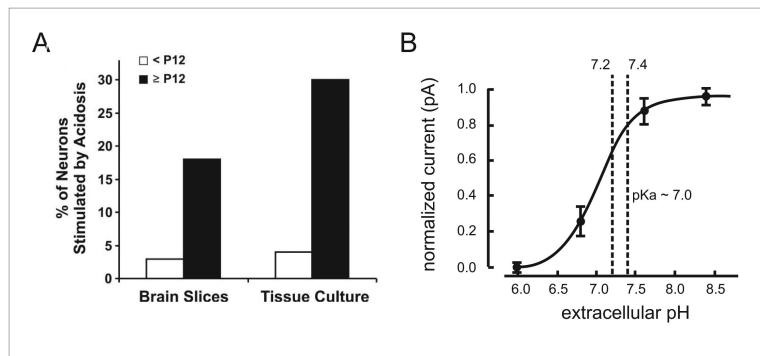 A
< P12
≥ P12
% of Neurons
Stimulated by Acidosis
30
25
20
15
10
5
0
Brain Slices
Tissue Culture
B
7.2
7.4
normalized current (pA)
1.0
0.8
0.6
0.4
0.2
0.0
pKa ~ 7.0
6.0 6.5 7.0 7.5 8.0 8.5
extracellular pH